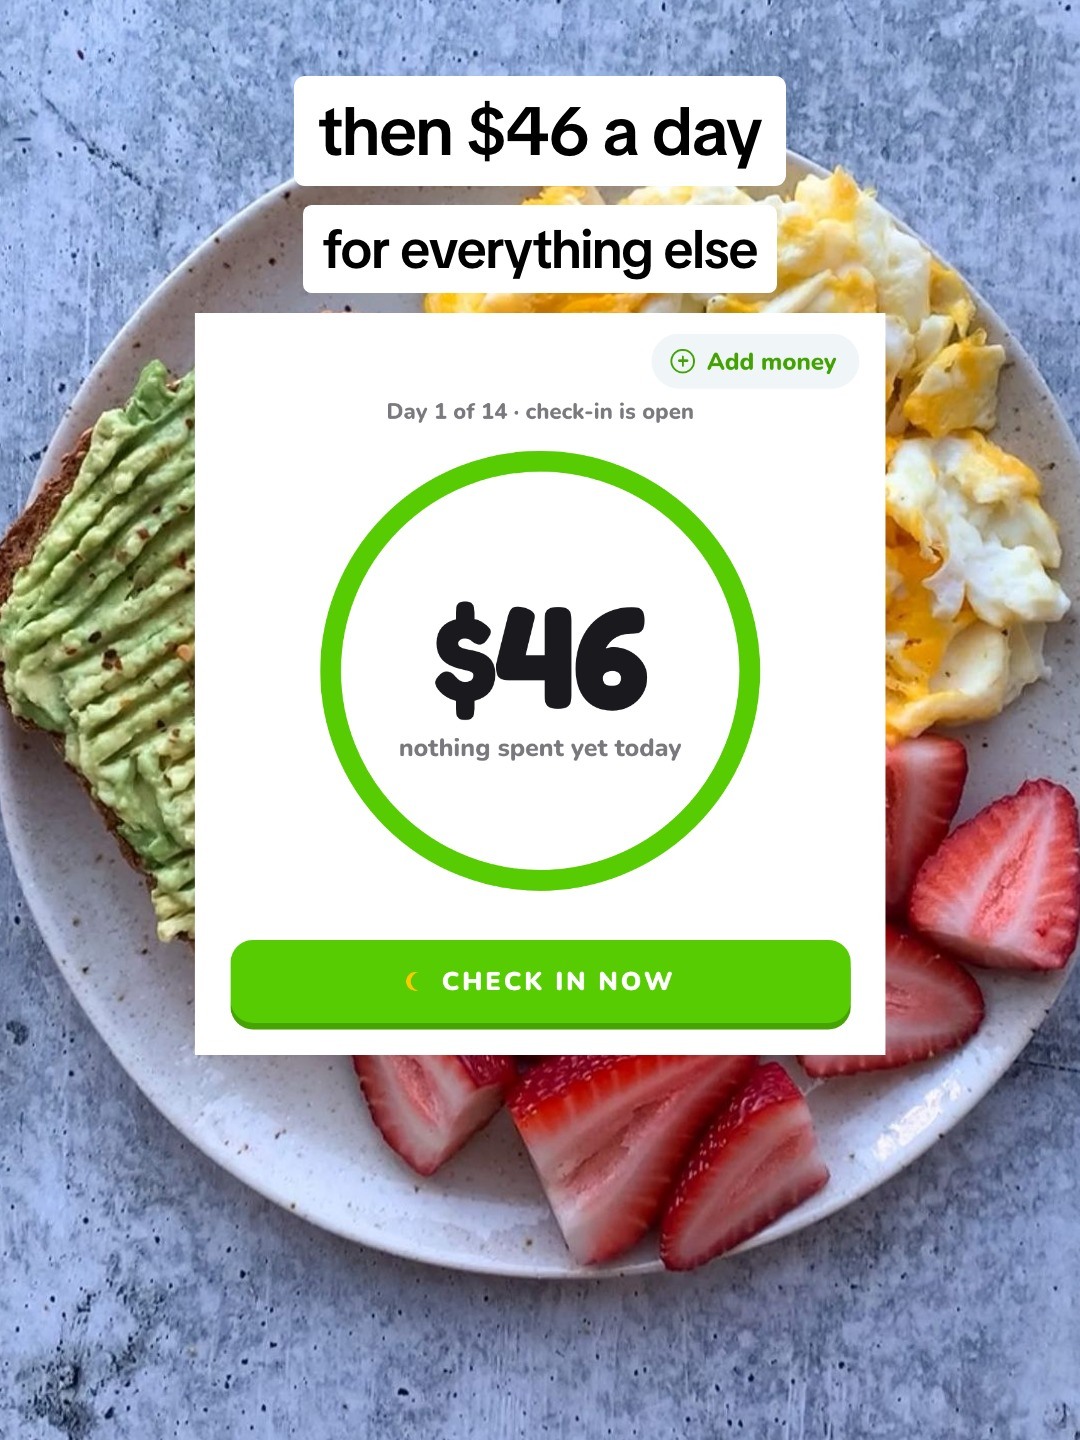 then $46 a day
for everything else
Add money
Day 1 of 14 · check-in is open
$46
nothing spent yet today
CHECK IN NOW